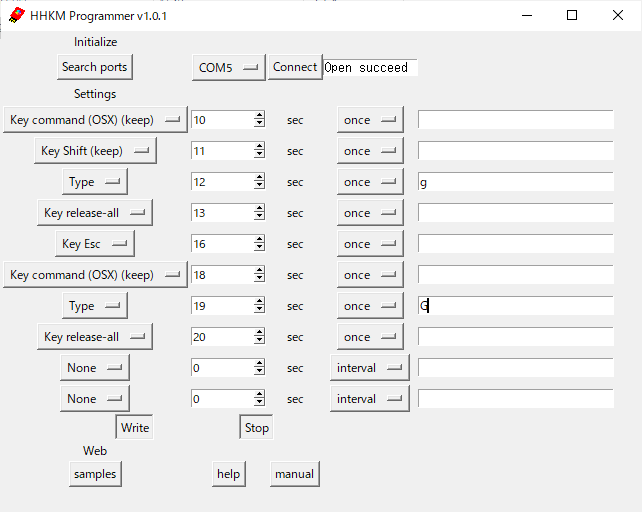 HHKM Programmer v1.0.1
Initialize
Search ports COM5 Connect Open succeed
Settings
Key command (OSX) (keep) 10 sec once
Key Shift (keep) 11 sec once
Type 12 sec once g
Key release-all 13 sec once
Key Esc 16 sec once
Key command (OSX) (keep) 18 sec once
Type 19 sec once G
Key release-all 20 sec once
None 0 sec interval
None 0 sec interval
Write Stop
Web
samples help manual